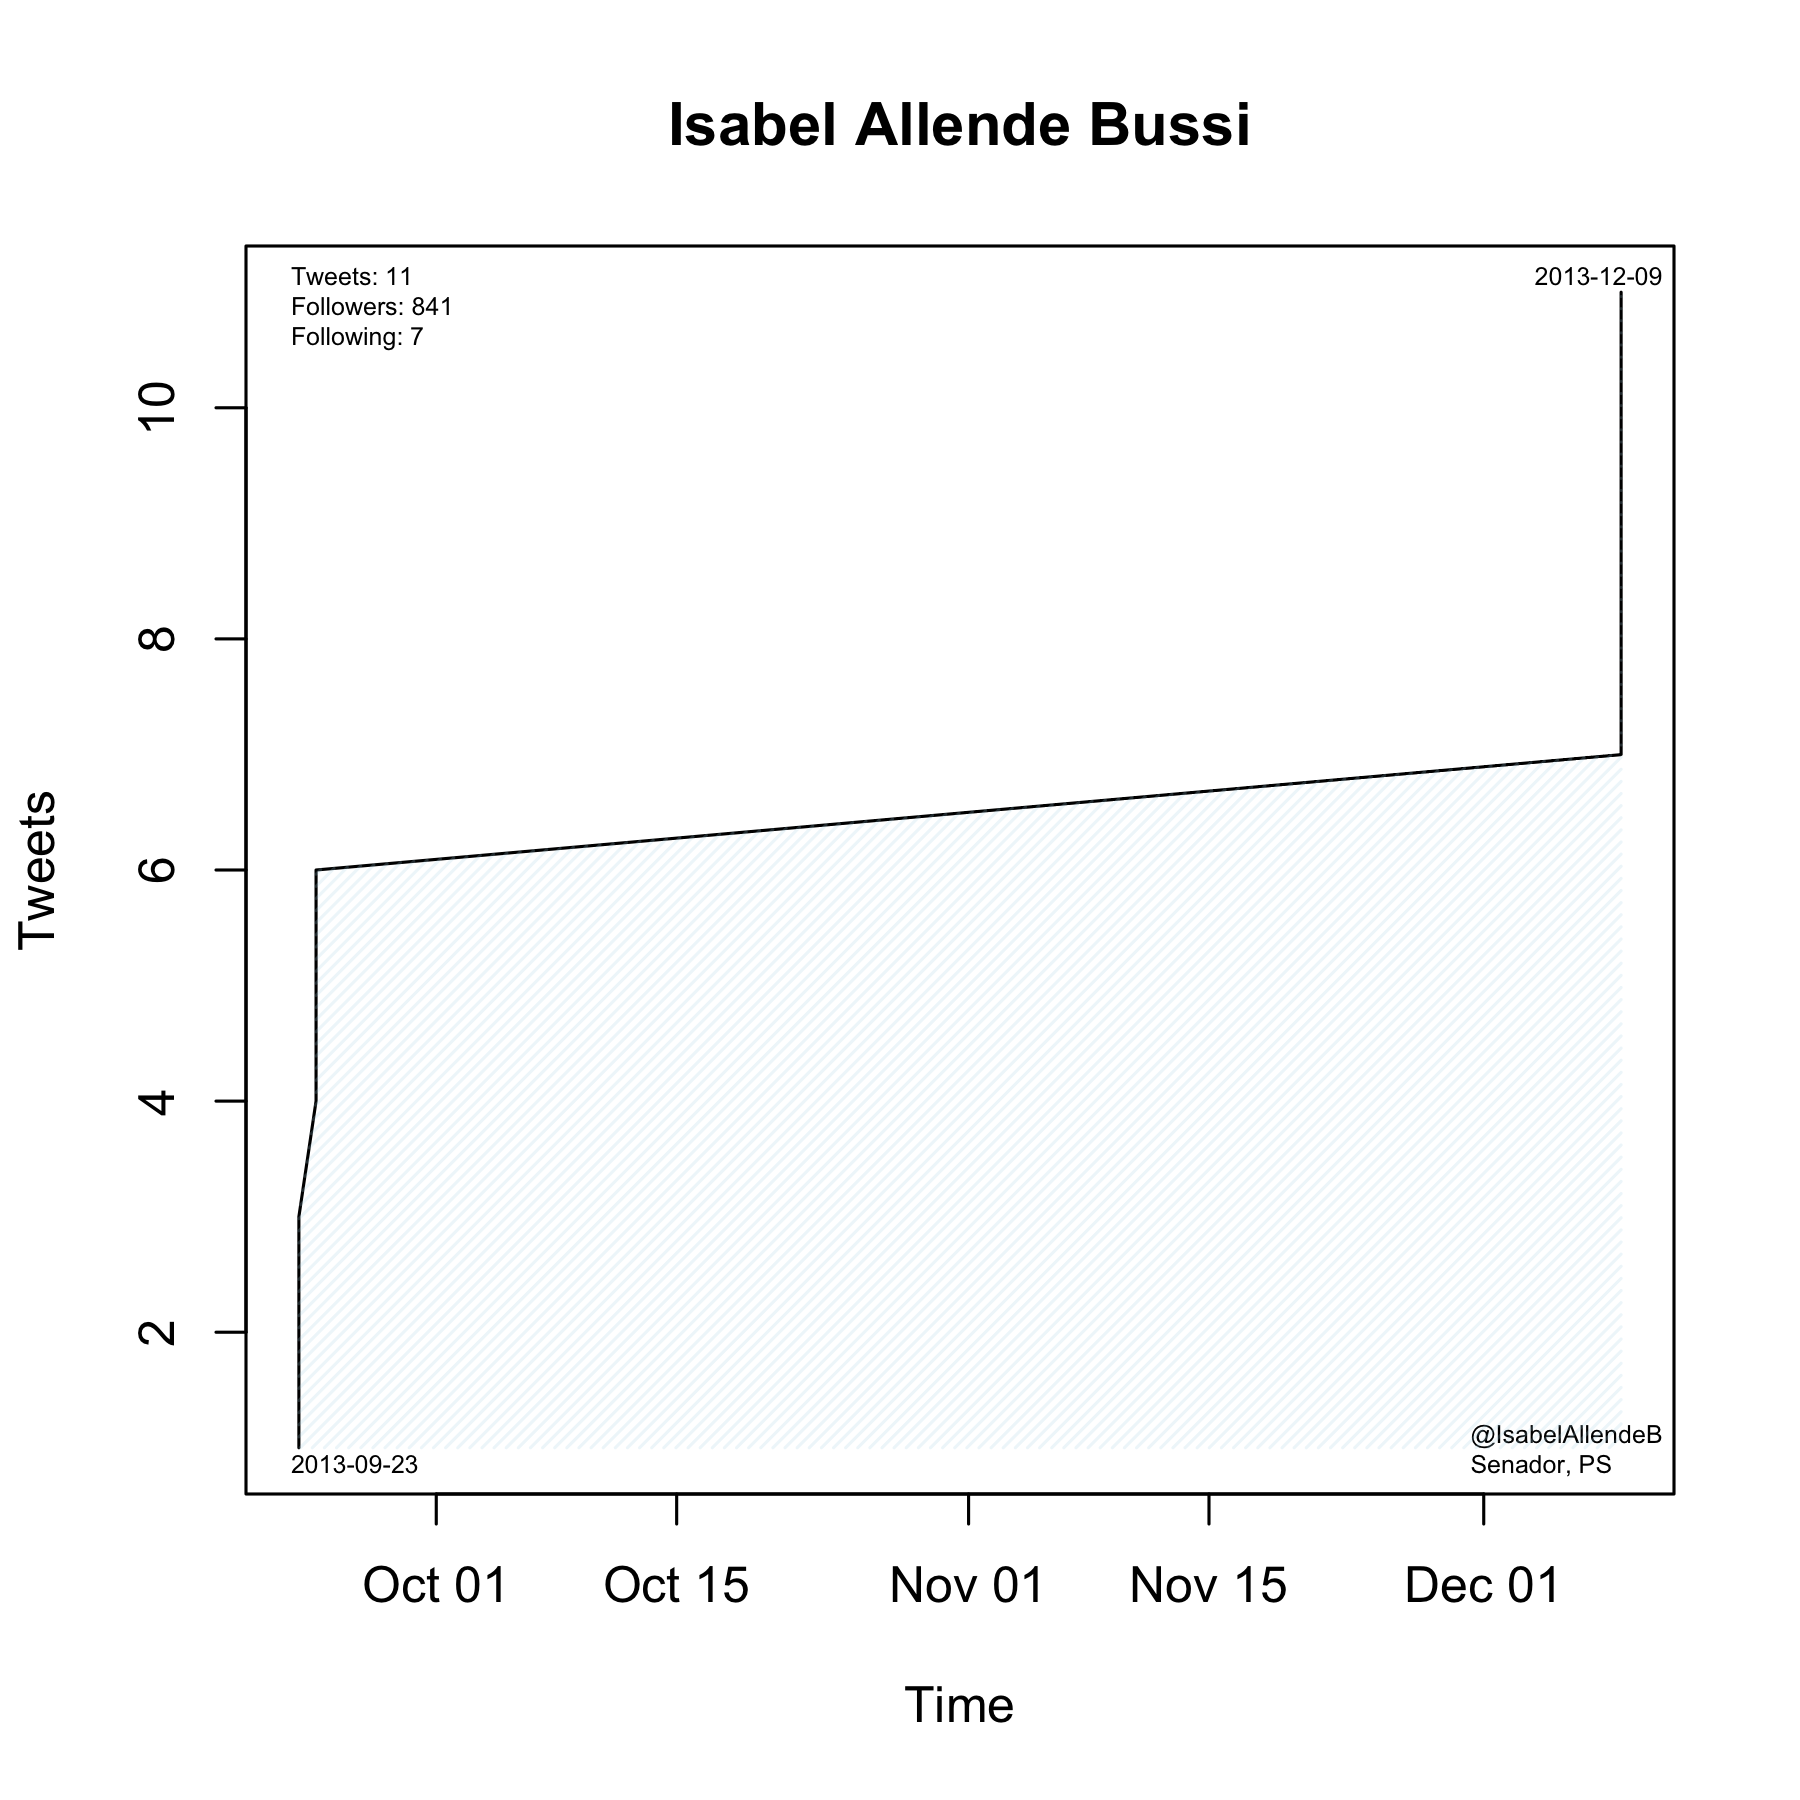 Isabel Allende Bussi
Tweets: 11
Followers: 841
Following: 7
2013-12-09
10
8
6
4
2
Tweets
@IsabelAllendeB
Senador, PS
2013-09-23
Oct 01
Oct 15
Nov 01
Nov 15
Dec 01
Time